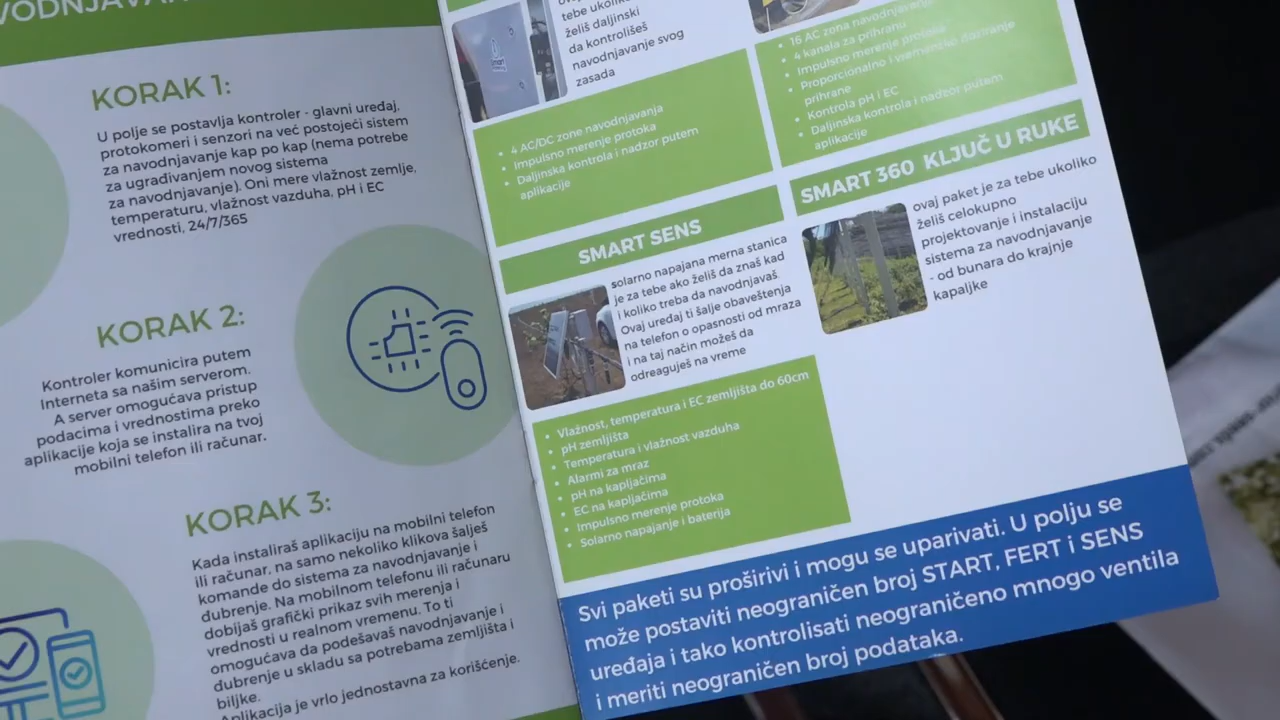 VODNJAVAN
KORAK 1:
U polje se postavlja kontroler - glavni uređaj,
protokomeri i senzori na već postojeći sistem
za navodnjavanje kap po kap (nema potrebe
za ugrađivanjem novog sistema
za navodnjavanje). Oni mere vlažnost zemlje,
temperaturu, vlažnost vazduha, pH i EC
vrednosti, 24/7/365
KORAK 2:
Kontroler komunicira putem
Interneta sa našim serverom.
A server omogućava pristup
podacima i vrednostima preko
aplikacije koja se instalira na tvoj
mobilni telefon ili računar.
KORAK 3:
Kada instaliraš aplikaciju na mobilni telefon
ili računar, na samo nekoliko klikova šalješ
komande do sistema za navodnjavanje i
dubrenje. Na mobilnom telefonu ili računaru
dobijaš grafički prikaz svih merenja i
vrednosti u realnom vremenu. To ti
omogućava da podešavaš navodnjavanje i
dubrenje u skladu sa potrebama zemljišta i
biljke.
Aplikacija je vrlo jednostavna za korišćenje.
tebe ukoliko
želiš daljinski
da kontrolišeš
navodnjavanje svog
zasada
• 4 AC/DC zone navodnjavanja
• Impulsno merenje protoka
• Daljinska kontrola i nadzor putem
aplikacije
SMART SENS
solarno napajana merna stanica
je za tebe ako želiš da znaš kad
i koliko treba da navodnjavaš.
Ovaj uređaj ti šalje obaveštenja
na telefon o opasnosti od mraza
i na taj način možeš da
odreaguješ na vreme
• Vlažnost, temperatura i EC zemljišta do 60cm
• pH zemljišta
• Temperatura i vlažnost vazduha
• Alarmi za mraz
• pH na kapljačima
• EC na kapljačima
• Impulsno merenje protoka
• Solarno napajanje i baterija
• 16 AC zona navodnjavanja
• 4 kanala za prihranu
• Impulsno merenje protoka
• Proporcionalno i vremensko doziranje
prihrane
• Kontrola pH i EC
• Daljinska kontrola i nadzor putem
aplikacije
SMART 360 KLJUČ U RUKE
ovaj paket je za tebe ukoliko
želiš celokupno
projektovanje i instalaciju
sistema za navodnjavanje
- od bunara do krajnje
kapaljke
Svi paketi su proširivi i mogu se uparivati. U polju se
može postaviti neograničen broj START, FERT i SENS
uređaja i tako kontrolisati neograničeno mnogo ventila
i meriti neograničen broj podataka.